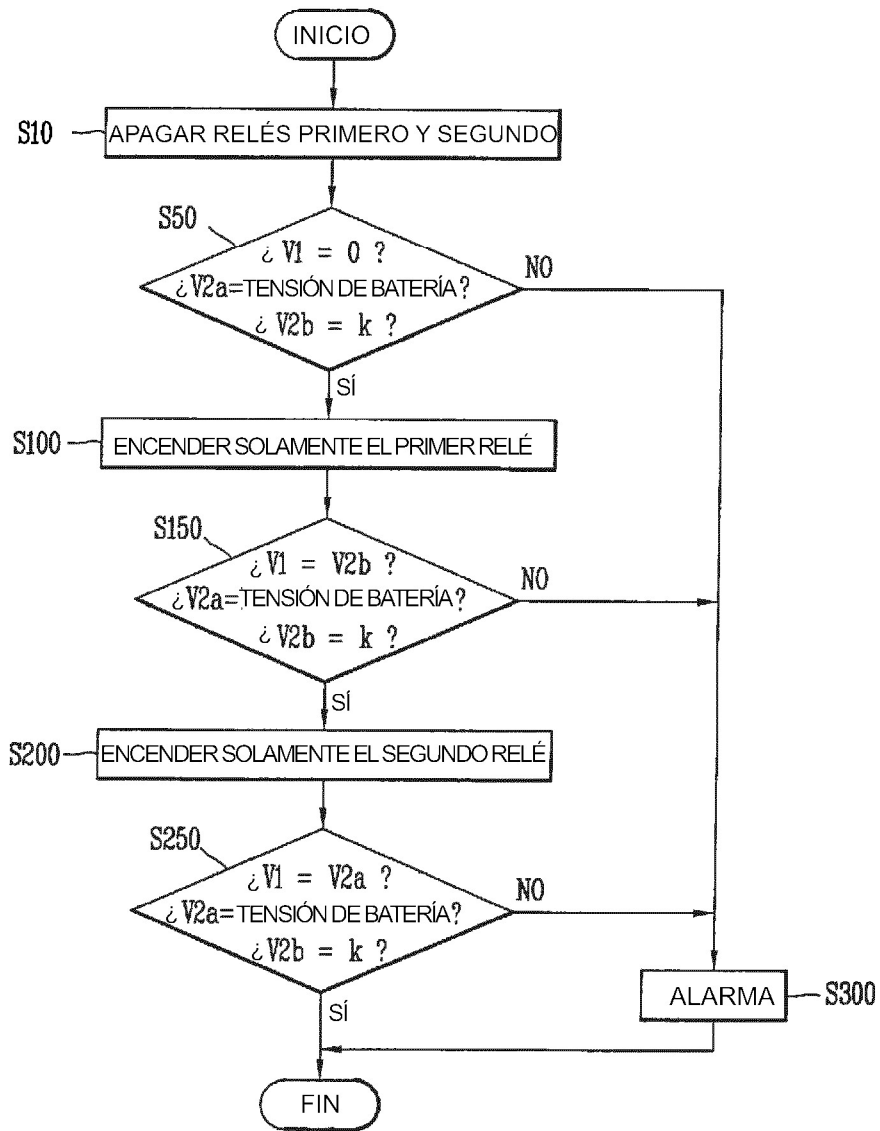 INICIO
S10
APAGAR RELÉS PRIMERO Y SEGUNDO
S50
¿ V1 = 0 ?
¿V2a=TENSIÓN DE BATERÍA?
¿ V2b = k ?
NO
SÍ
S100
ENCENDER SOLAMENTE EL PRIMER RELÉ
S150
¿V1 = V2b ?
¿V2a=TENSIÓN DE BATERÍA?
¿ V2b = k ?
NO
SÍ
S200
ENCENDER SOLAMENTE EL SEGUNDO RELÉ
S250
¿V1 = V2a ?
¿V2a=TENSIÓN DE BATERÍA?
¿V2b = k ?
NO
SÍ
ALARMA
S300
FIN